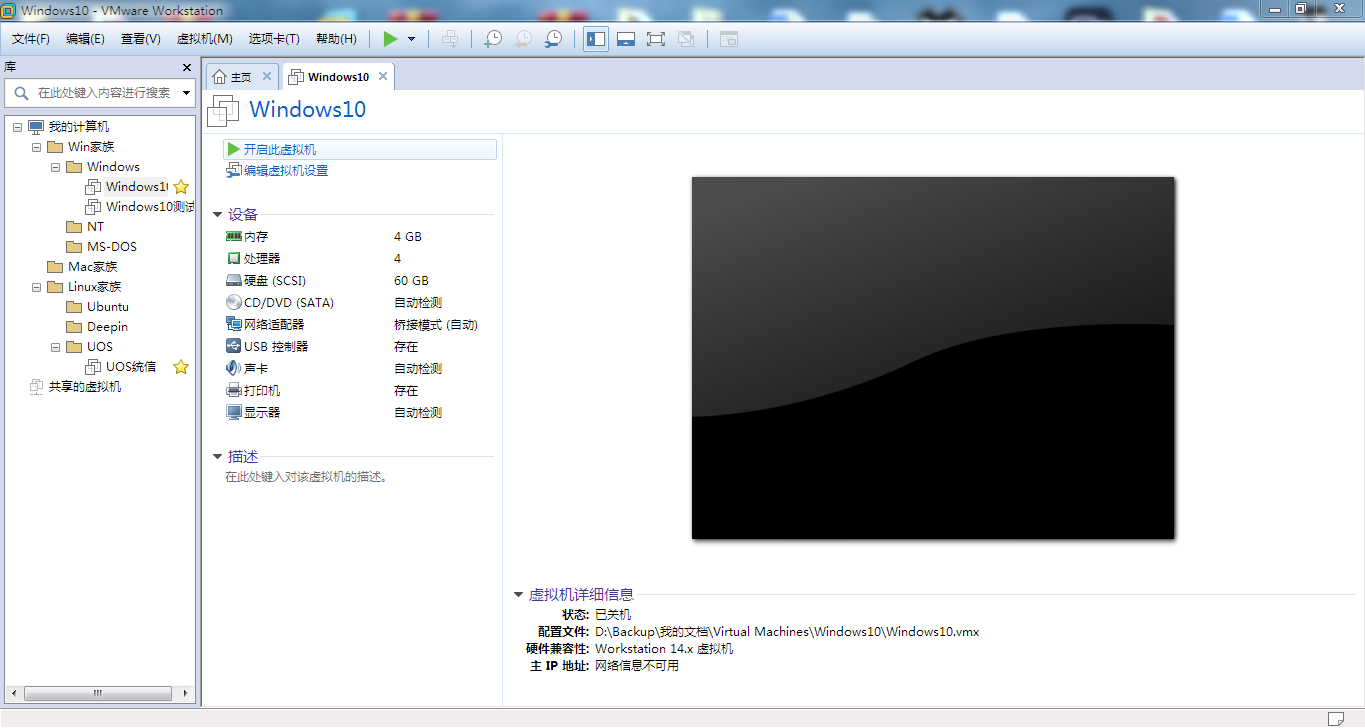 Windows10 - VMware Workstation
文件(F) 编辑(E) 查看(V) 虚拟机(M) 选项卡(T) 帮助(H)
库
在此处键入内容进行搜索
我的计算机
Win家族
Windows
Windows10
Windows10测试
NT
MS-DOS
Mac家族
Linux家族
Ubuntu
Deepin
UOS
UOS统信
共享的虚拟机
主页 Windows10
Windows10
开启此虚拟机
编辑虚拟机设置
设备
内存 4 GB
处理器 4
硬盘 (SCSI) 60 GB
CD/DVD (SATA) 自动检测
网络适配器 桥接模式 (自动)
USB 控制器 存在
声卡 自动检测
打印机 存在
显示器 自动检测
描述
在此处键入对该虚拟机的描述。
虚拟机详细信息
状态: 已关机
配置文件: D:\Backup\我的文档\Virtual Machines\Windows10\Windows10.vmx
硬件兼容性: Workstation 14.x 虚拟机
主 IP 地址: 网络信息不可用